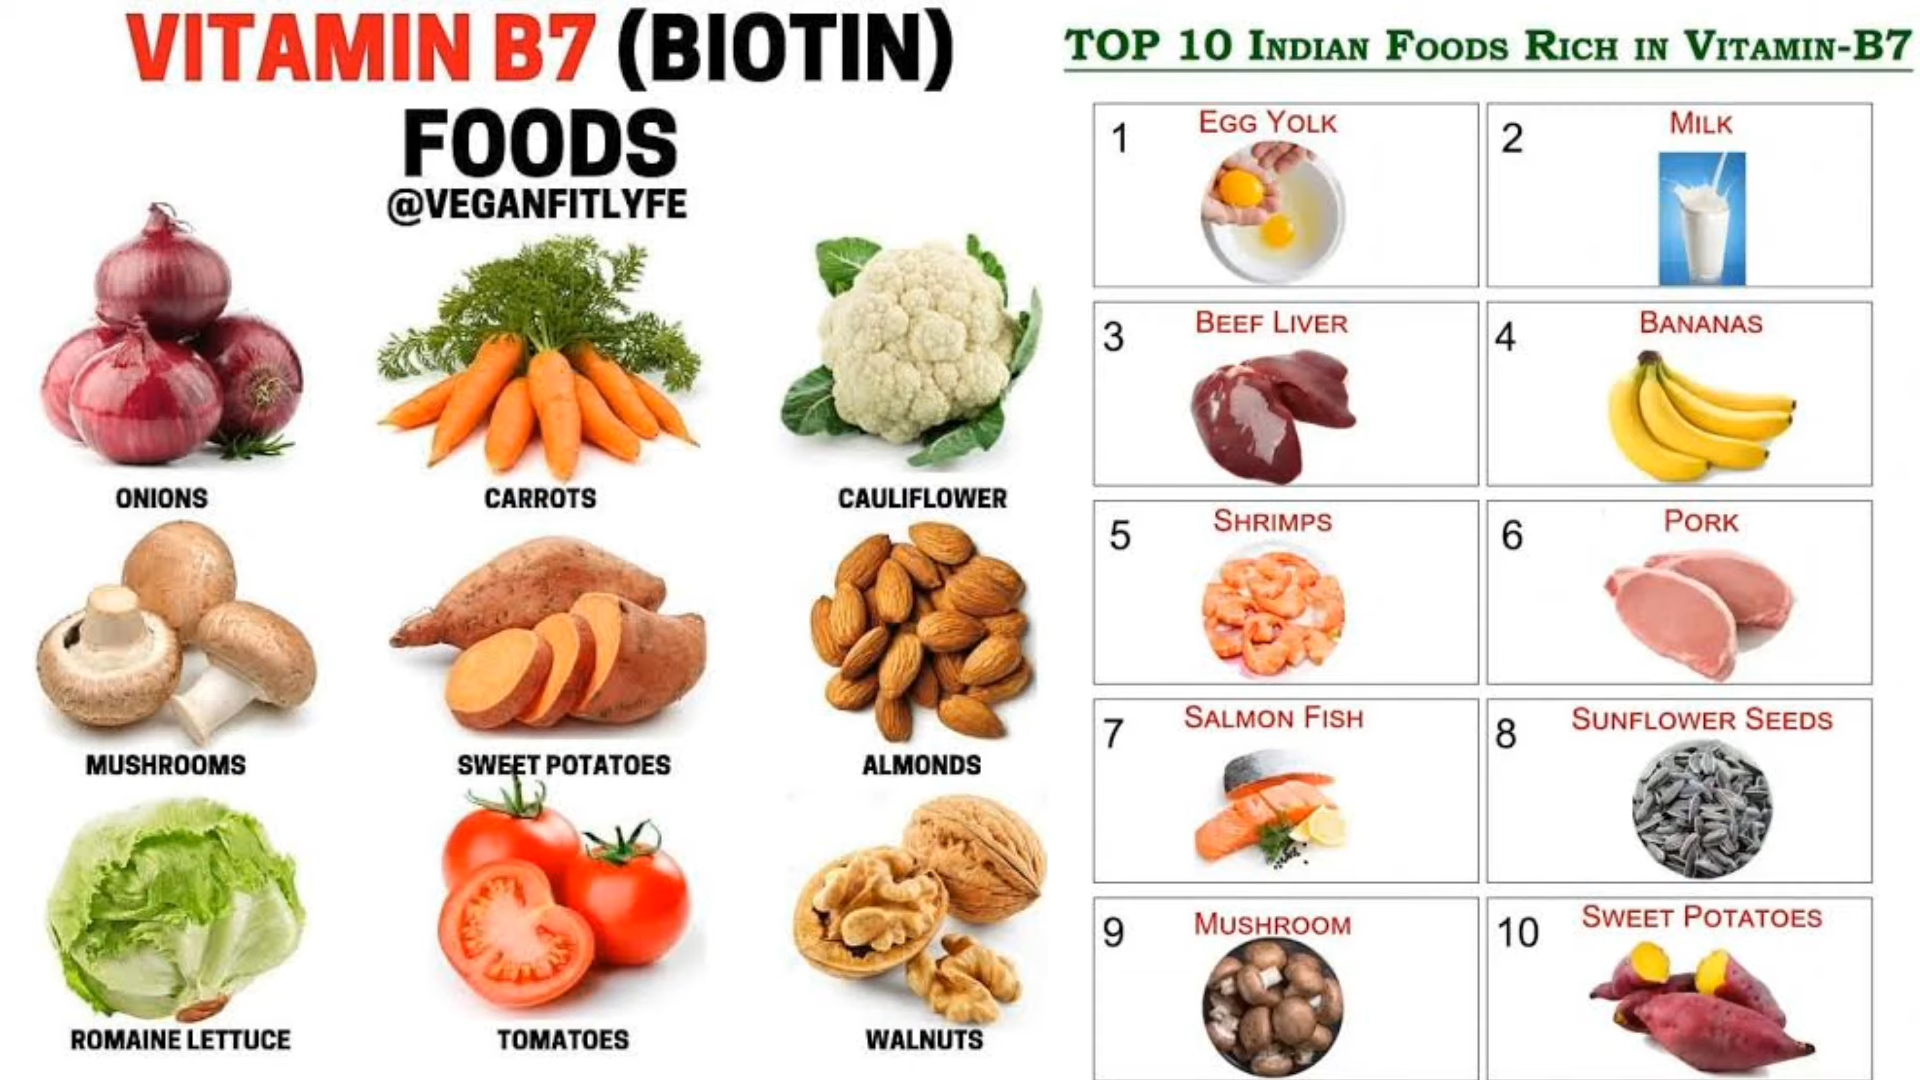 VITAMIN B7 (BIOTIN)
FOODS
@VEGANFITLYFE
ONIONS
CARROTS
CAULIFLOWER
MUSHROOMS
SWEET POTATOES
ALMONDS
ROMAINE LETTUCE
TOMATOES
WALNUTS
TOP 10 INDIAN FOODS RICH IN VITAMIN-B7
1 EGG YOLK
2 MILK
3 BEEF LIVER
4 BANANAS
5 SHRIMPS
6 PORK
7 SALMON FISH
8 SUNFLOWER SEEDS
9 MUSHROOM
10 SWEET POTATOES